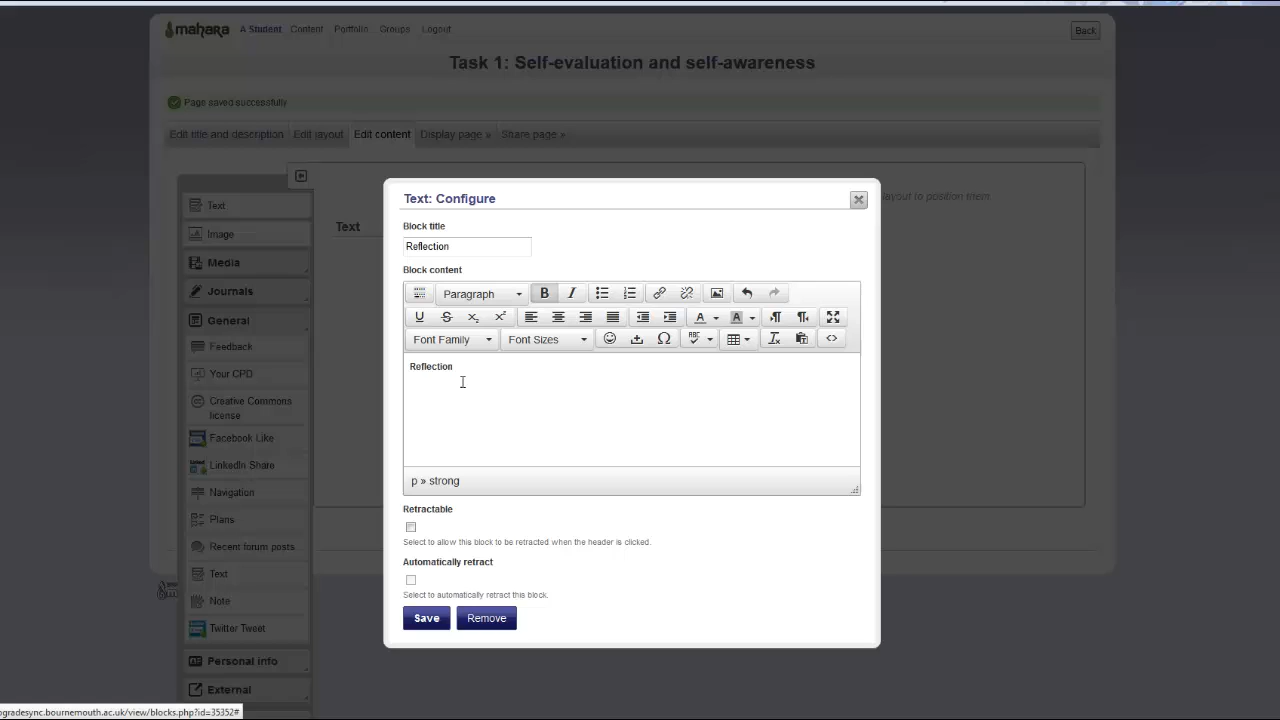 mahara A Student Content Portfolio Groups Logout Back
Task 1: Self-evaluation and self-awareness
Page saved successfully
Edit title and description Edit layout Edit content Display page » Share page »
Text
Image
Media
Journals
General
Feedback
Your CPD
Creative Commons
license
Facebook Like
LinkedIn Share
Navigation
Plans
Recent forum posts
Text
Note
Twitter Tweet
Personal info
External
Text
layout to position them
Text: Configure
Block title
Reflection
Block content
Paragraph B I
U S A A
Font Family Font Sizes Ω ABC
Reflection
p » strong
Retractable
Select to allow this block to be retracted when the header is clicked.
Automatically retract
Select to automatically retract this block.
Save Remove
ogradesync.bournemouth.ac.uk/view/blocks.php?id=35352#